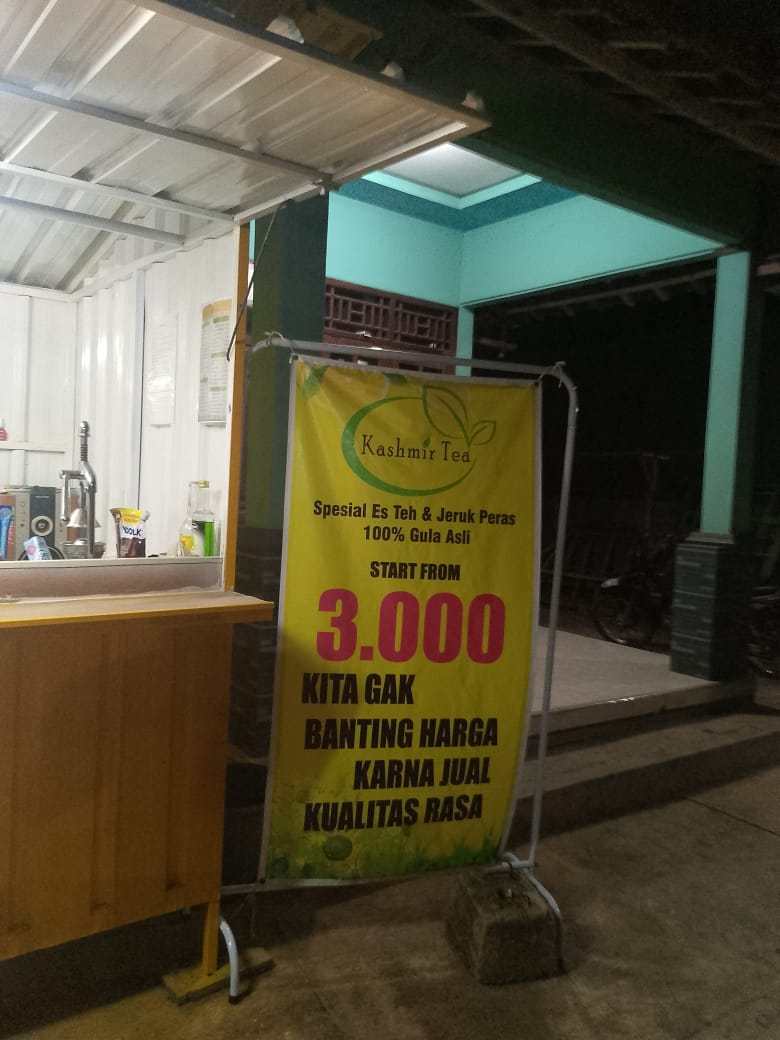 Kashmir Tea
Spesial Es Teh & Jeruk Peras
100% Gula Asli
START FROM
3.000
KITA GAK
BANTING HARGA
KARNA JUAL
KUALITAS RASA